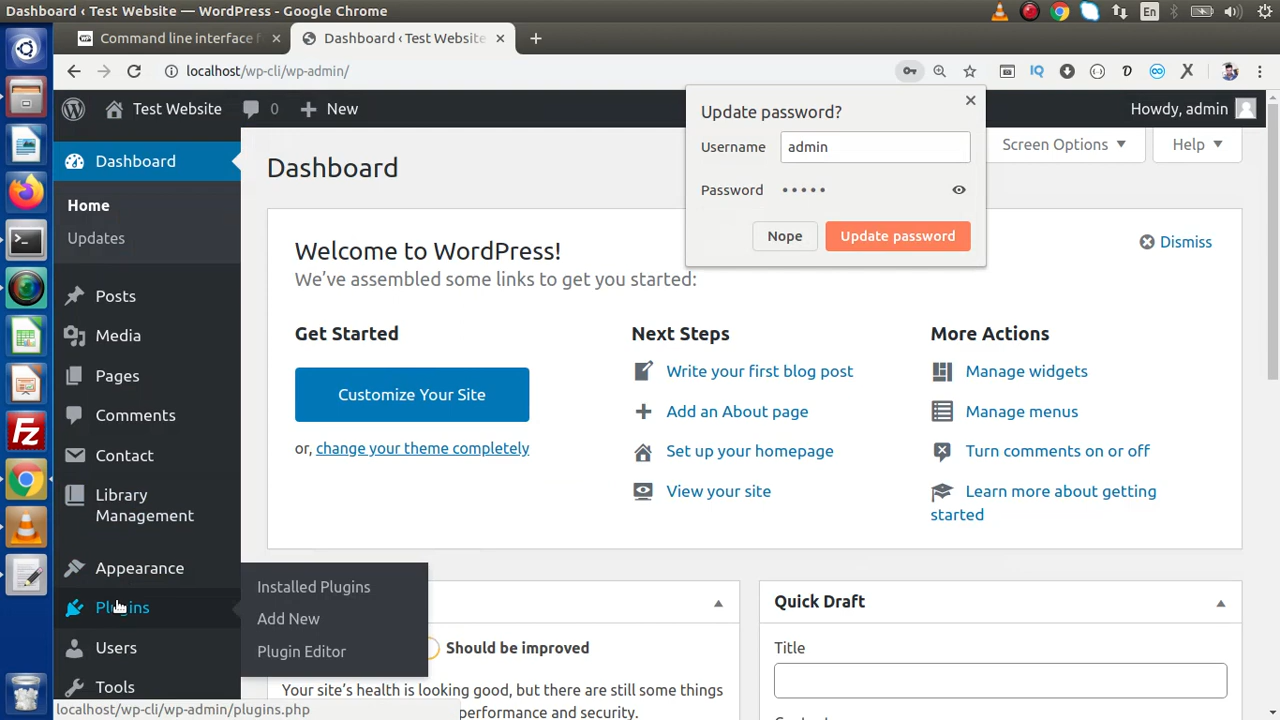 Dashboard ‹ Test Website — WordPress - Google Chrome
En
Command line interface f
Dashboard ‹ Test Website
localhost/wp-cli/wp-admin/
IQ
Test Website
0
New
Howdy, admin
Update password?
Username
admin
Password
•••••
Nope
Update password
Screen Options
Help
Dashboard
Home
Updates
Posts
Media
Pages
Comments
Contact
Library
Management
Appearance
Plugins
Users
Tools
Installed Plugins
Add New
Plugin Editor
Dashboard
Dismiss
Welcome to WordPress!
We’ve assembled some links to get you started:
Get Started
Customize Your Site
or, change your theme completely
Next Steps
Write your first blog post
Add an About page
Set up your homepage
View your site
More Actions
Manage widgets
Manage menus
Turn comments on or off
Learn more about getting
started
Should be improved
Your site’s health is looking good, but there are still some things
performance and security.
Quick Draft
Title
localhost/wp-cli/wp-admin/plugins.php